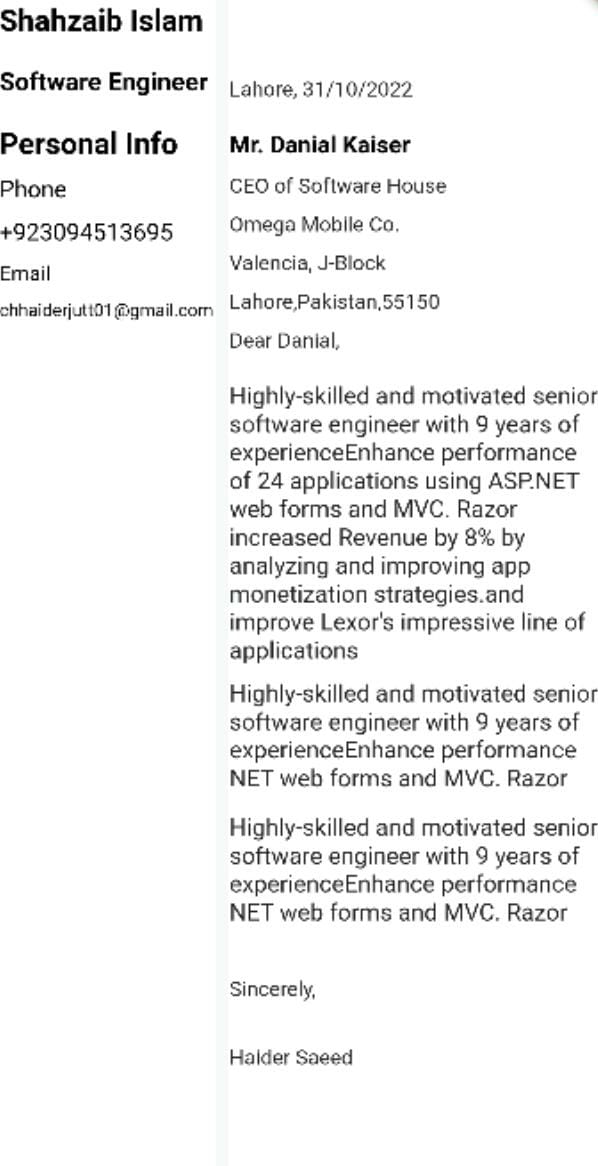 Shahzaib Islam
Software Engineer
Personal Info
Phone
+923094513695
Email
chhaiderjutt01@gmail.com
Lahore, 31/10/2022
Mr. Danial Kaiser
CEO of Software House
Omega Mobile Co.
Valencia, J-Block
Lahore,Pakistan,55150
Dear Danial,
Highly-skilled and motivated senior
software engineer with 9 years of
experienceEnhance performance
of 24 applications using ASP.NET
web forms and MVC. Razor
increased Revenue by 8% by
analyzing and improving app
monetization strategies.and
improve Lexor's impressive line of
applications
Highly-skilled and motivated senior
software engineer with 9 years of
experienceEnhance performance
NET web forms and MVC. Razor
Highly-skilled and motivated senior
software engineer with 9 years of
experienceEnhance performance
NET web forms and MVC. Razor
Sincerely,
Haider Saeed